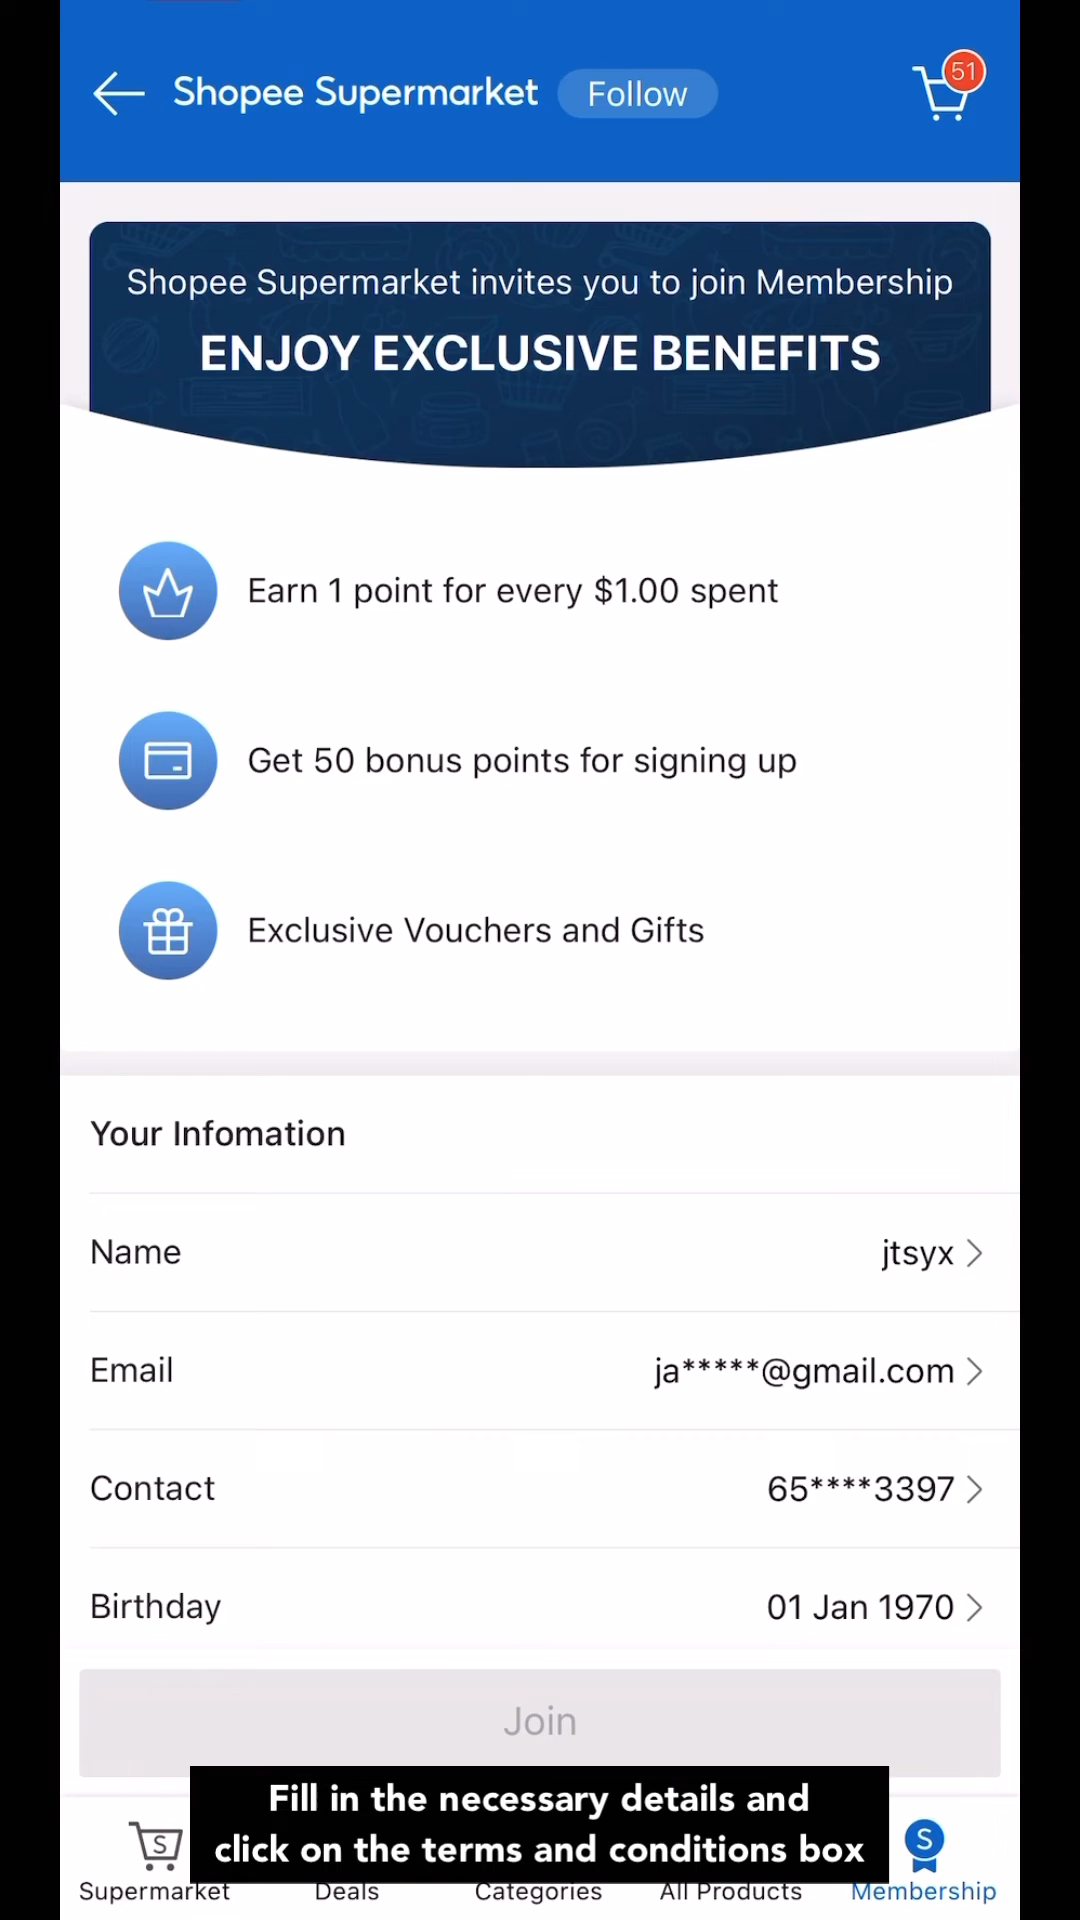 Shopee Supermarket Follow 51
Shopee Supermarket invites you to join Membership
ENJOY EXCLUSIVE BENEFITS
Earn 1 point for every $1.00 spent
Get 50 bonus points for signing up
Exclusive Vouchers and Gifts
Your Infomation
Name jtsyx
Email ja*****@gmail.com
Contact 65****3397
Birthday 01 Jan 1970
Join
Fill in the necessary details and
click on the terms and conditions box
S S
Supermarket Deals Categories All Products Membership